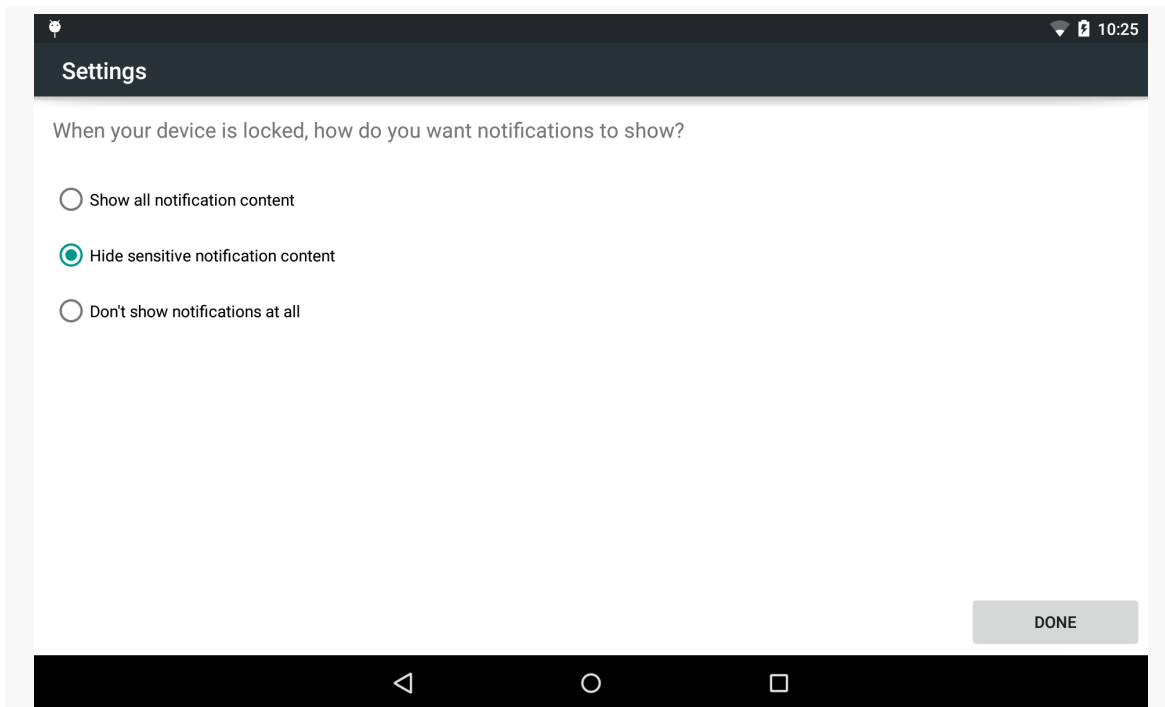 10:25
Settings
When your device is locked, how do you want notifications to show?
Show all notification content
Hide sensitive notification content
Don't show notifications at all
DONE